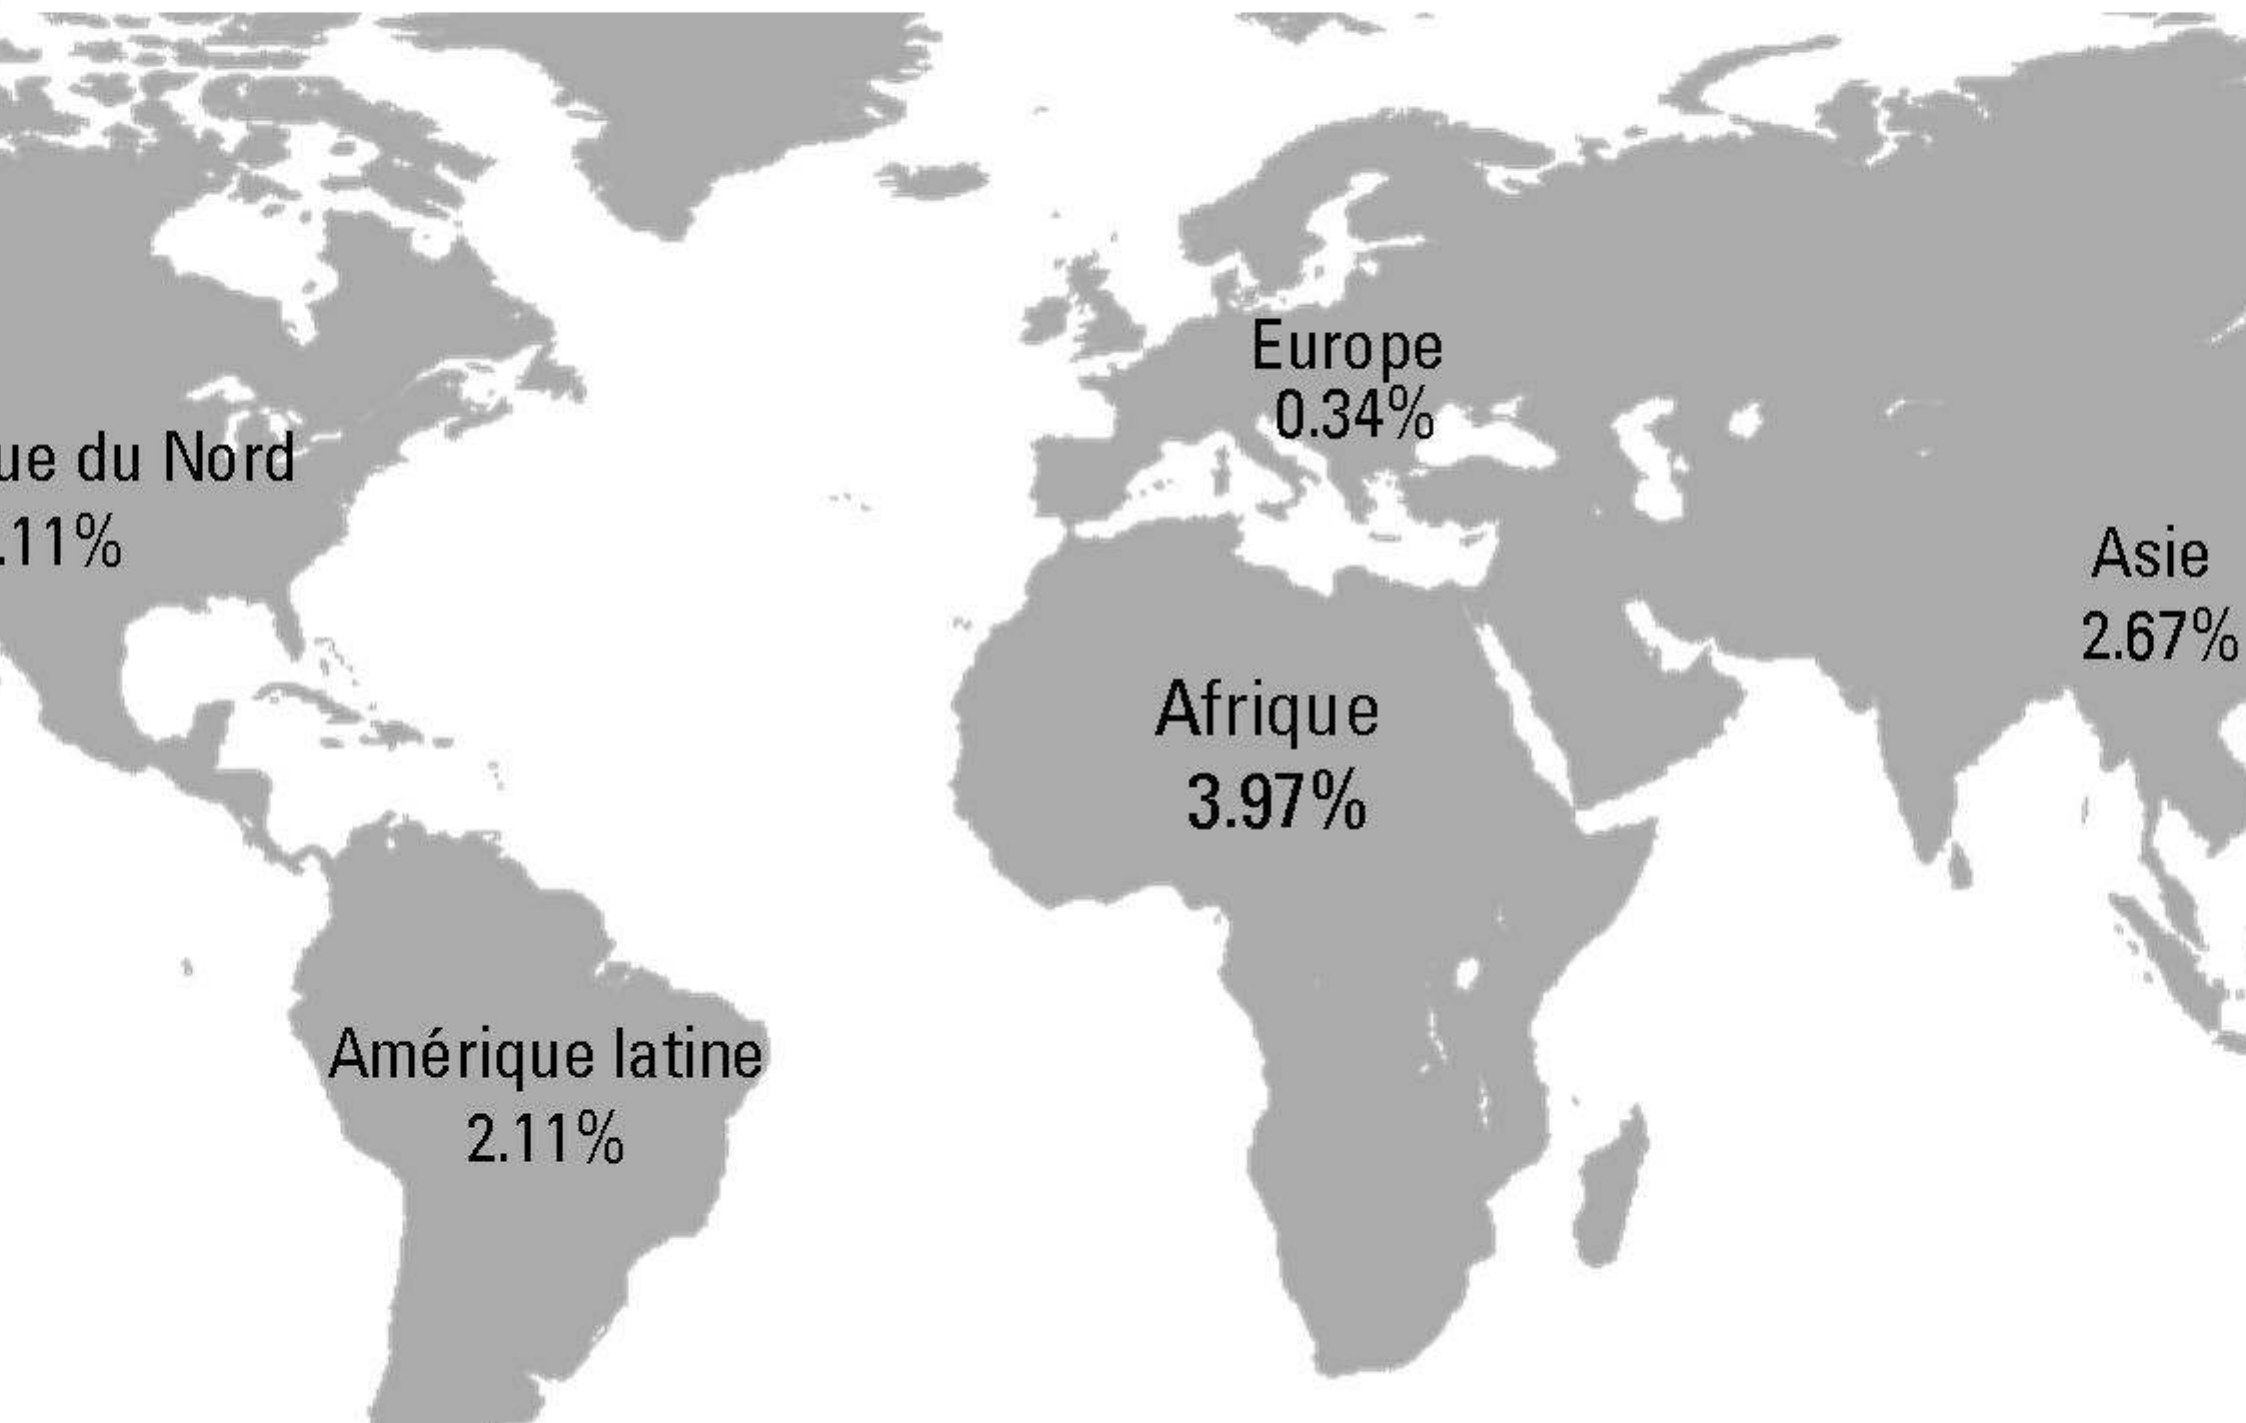 Europe
0.34%
ue du Nord
.11%
Asie
2.67%
Afrique
3.97%
Amérique latine
2.11%